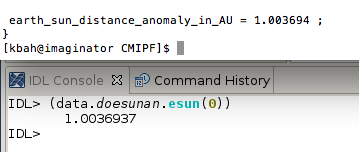 earth_sun_distance_anomaly_in_AU = 1.003694 ;
}
[kbah@imaginator CMIPF]$
IDL Console Command History
IDL> (data.doesunan.esun(0))
1.0036937
IDL>